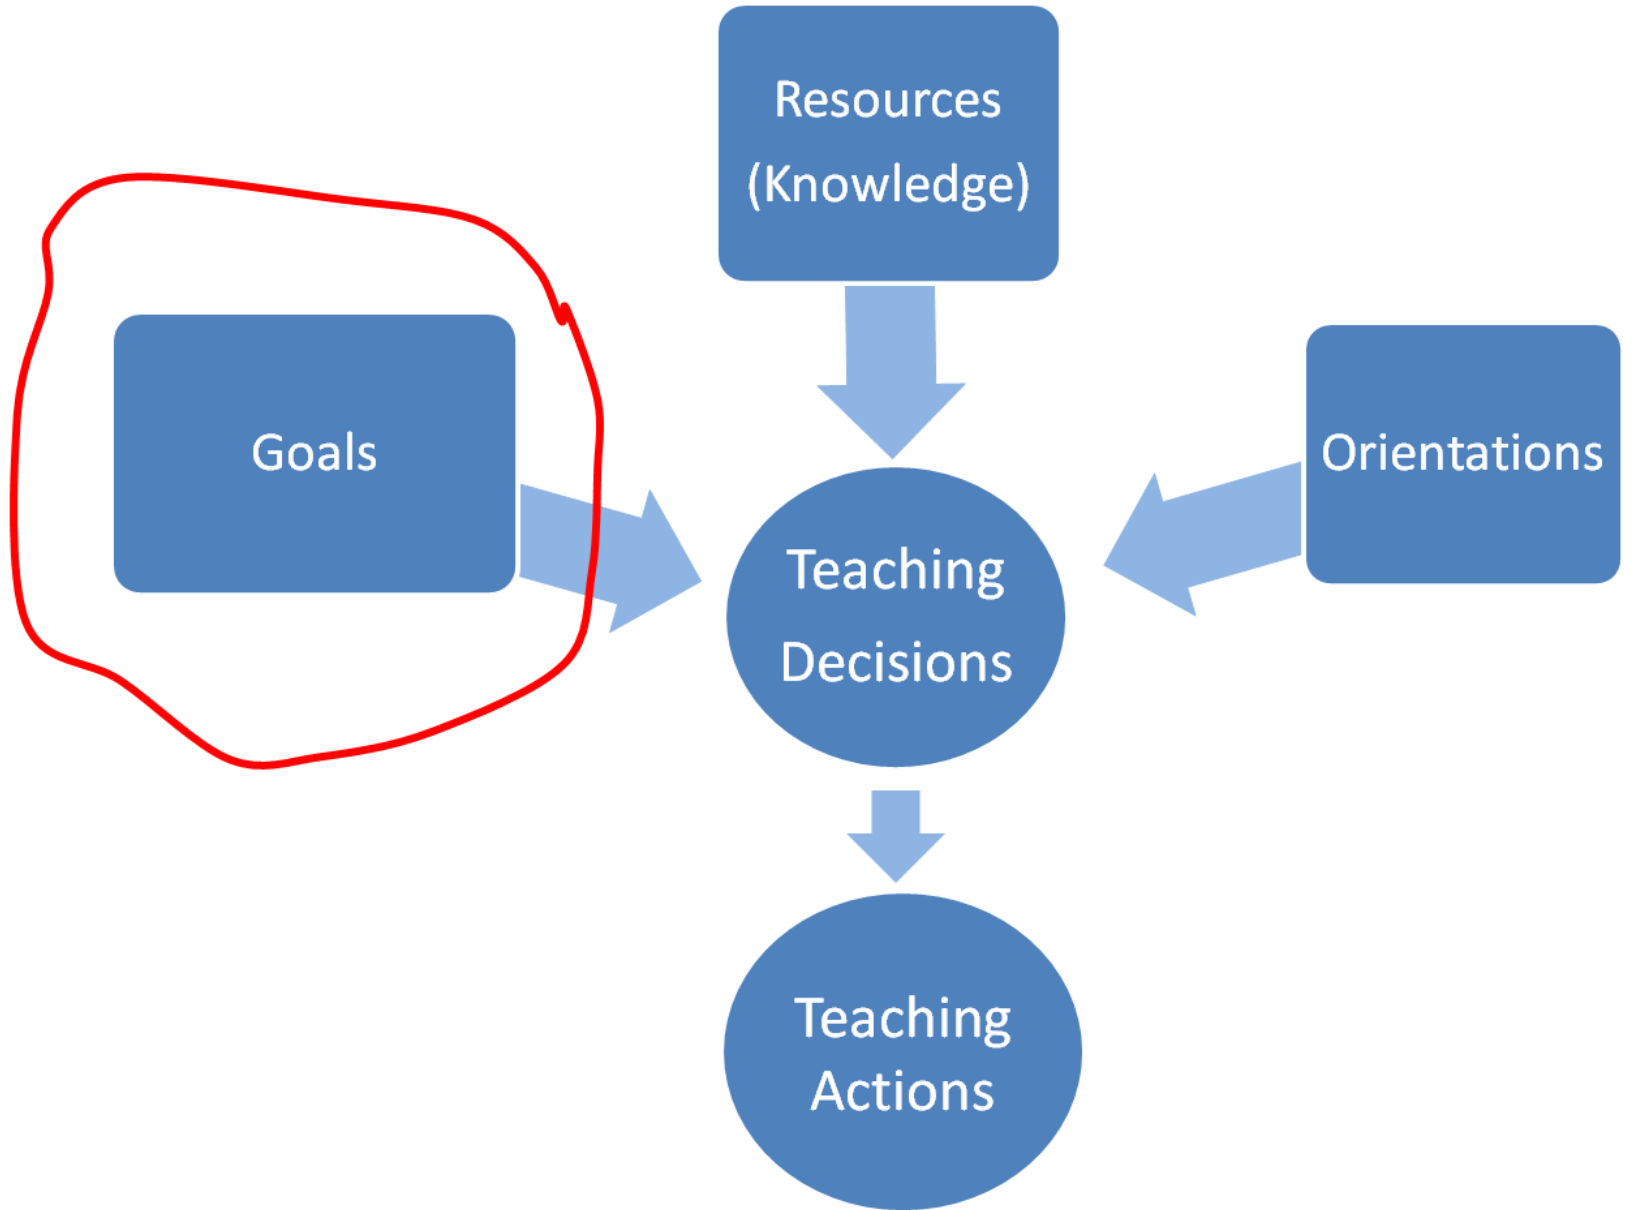 Resources
(Knowledge)
Goals
Orientations
Teaching
Decisions
Teaching
Actions